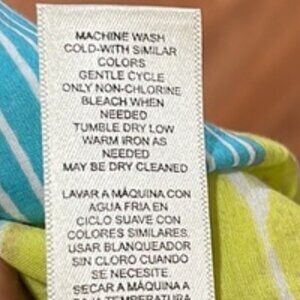 MACHINE WASH
COLD-WITH SIMILAR
COLORS
GENTLE CYCLE
ONLY NON-CHLORINE
BLEACH WHEN
NEEDED
TUMBLE DRY LOW
WARM IRON AS
NEEDED
MAY BE DRY CLEANED
LAVAR A MÁQUINA CON
AGUA FRIA EN
CICLO SUAVE CON
COLORES SIMILARES.
USAR BLANQUEADOR
SIN CLORO CUANDO
SE NECESITE.
SECAR A MÁQUINA A
BAJA TEMPERATURA